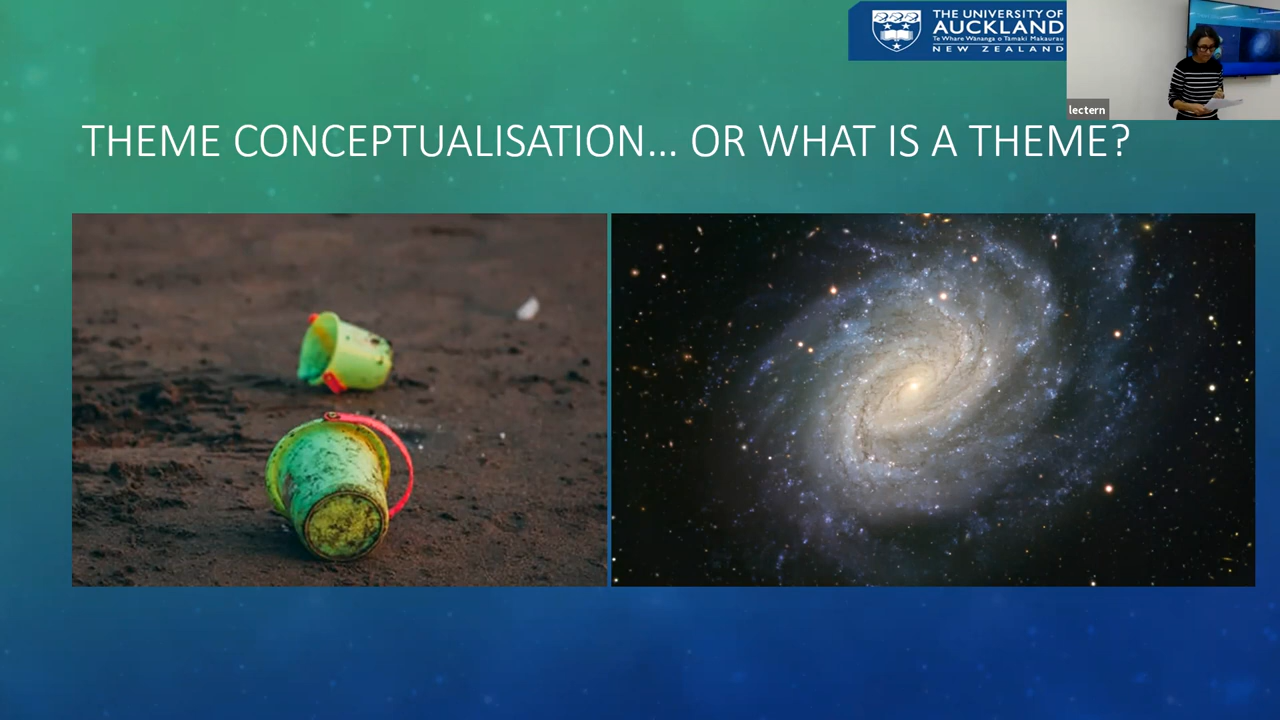 THE UNIVERSITY OF
AUCKLAND
Te Whare Wānanga o Tāmaki Makaurau
NEW ZEALAND
lectern
THEME CONCEPTUALISATION... OR WHAT IS A THEME?